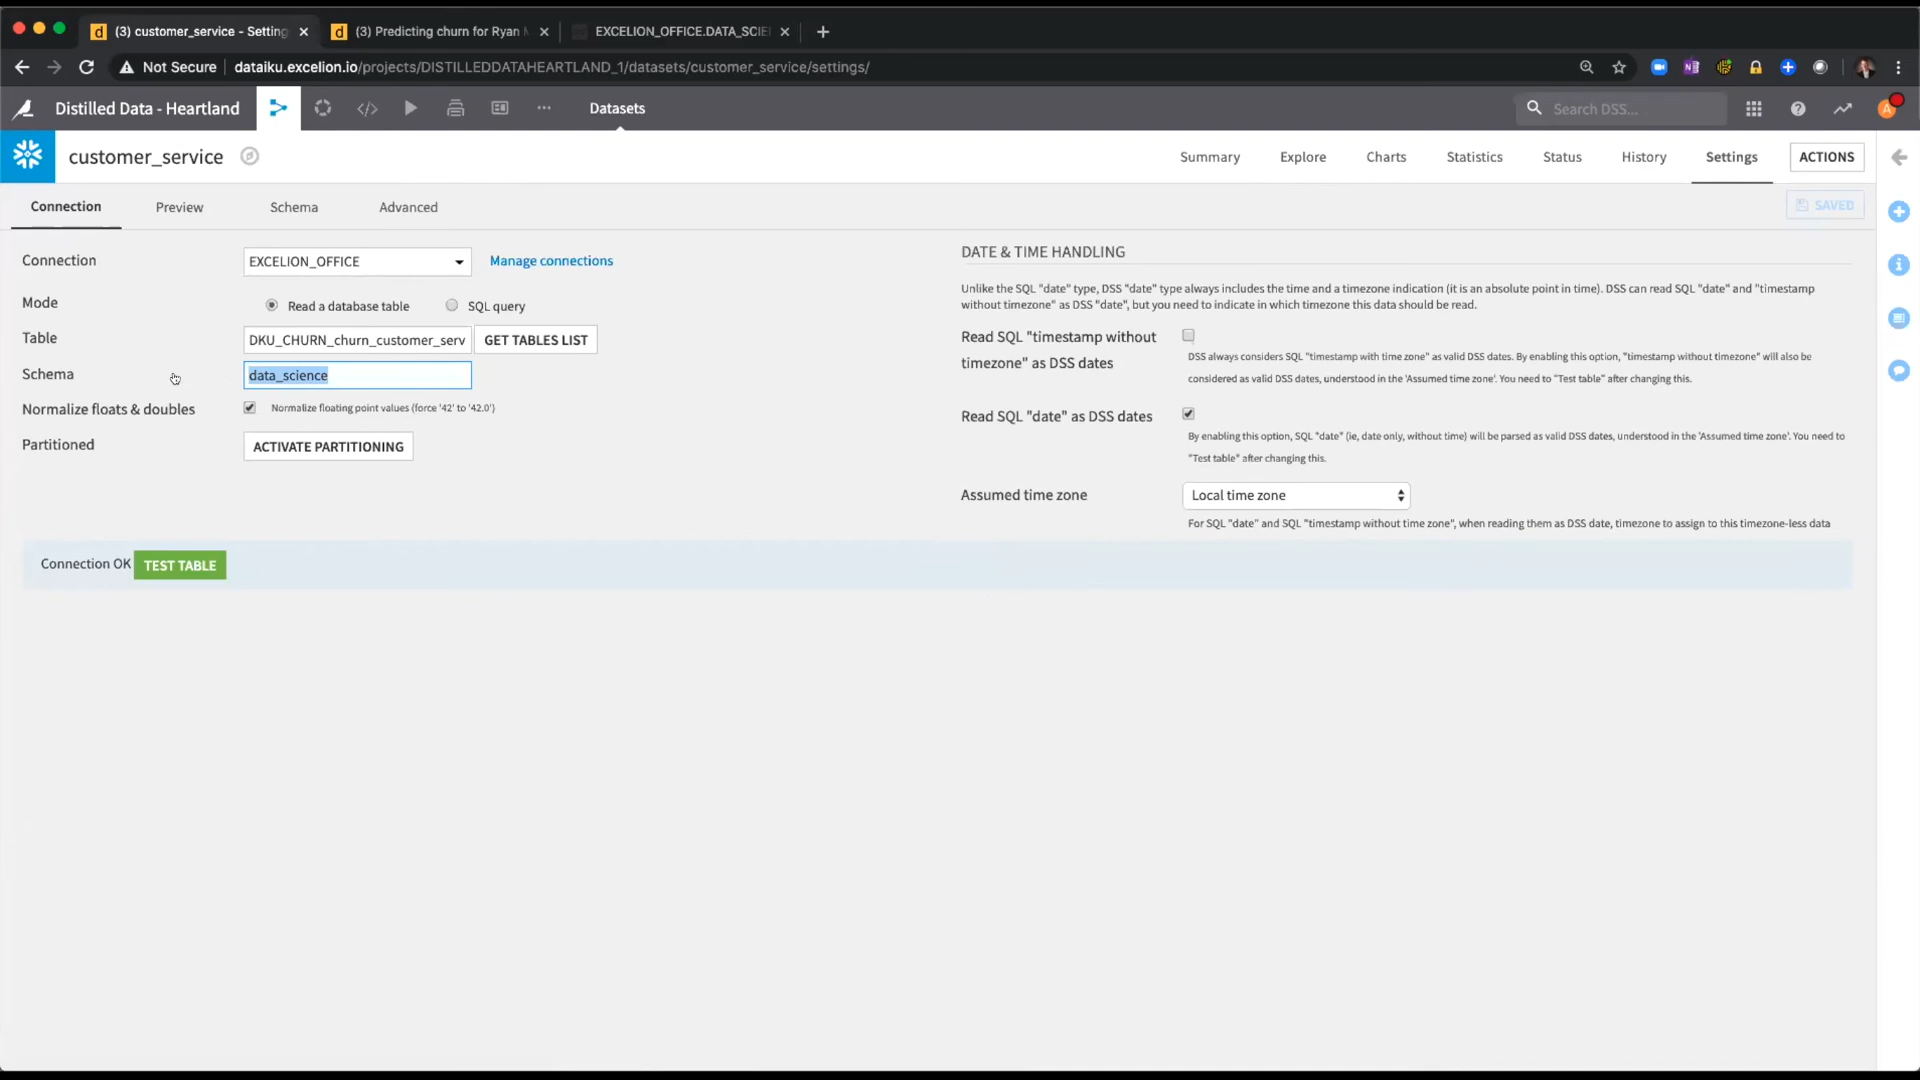 (3) customer_service - Setting
(3) Predicting churn for Ryan
EXCELION_OFFICE.DATA_SCIE
Not Secure dataiku.excelion.io/projects/DISTILLEDDATAHEARTLAND_1/datasets/customer_service/settings/
Distilled Data - Heartland
Datasets
Search DSS...
A
customer_service
Summary
Explore
Charts
Statistics
Status
History
Settings
ACTIONS
Connection
Preview
Schema
Advanced
SAVED
Connection
EXCELION_OFFICE
Manage connections
Mode
Read a database table
SQL query
Table
DKU_CHURN_churn_customer_serv
GET TABLES LIST
Schema
data_science
Normalize floats & doubles
Normalize floating point values (force '42' to '42.0')
Partitioned
ACTIVATE PARTITIONING
DATE & TIME HANDLING
Unlike the SQL "date" type, DSS "date" type always includes the time and a timezone indication (it is an absolute point in time). DSS can read SQL "date" and "timestamp
without timezone" as DSS "date", but you need to indicate in which timezone this data should be read.
Read SQL "timestamp without
timezone" as DSS dates
DSS always considers SQL "timestamp with time zone" as valid DSS dates. By enabling this option, "timestamp without timezone" will also be
considered as valid DSS dates, understood in the 'Assumed time zone'. You need to "Test table" after changing this.
Read SQL "date" as DSS dates
By enabling this option, SQL "date" (ie, date only, without time) will be parsed as valid DSS dates, understood in the 'Assumed time zone'. You need to
"Test table" after changing this.
Assumed time zone
Local time zone
For SQL "date" and SQL "timestamp without time zone", when reading them as DSS date, timezone to assign to this timezone-less data
Connection OK
TEST TABLE